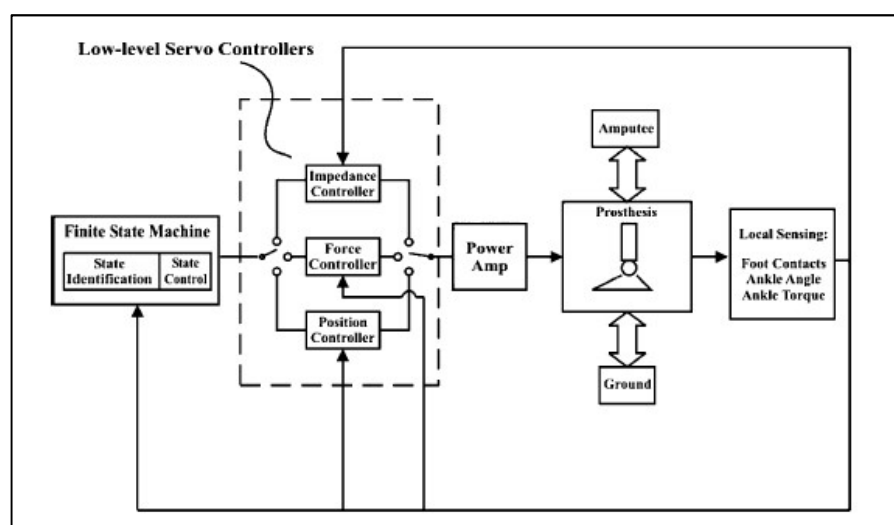 Low-level Servo Controllers
Impedance
Controller
Finite State Machine
State
Identification
State
Control
Force
Controller
Position
Controller
Power
Amp
Amputee
Prosthesis
Ground
Local Sensing:
Foot Contacts
Ankle Angle
Ankle Torque